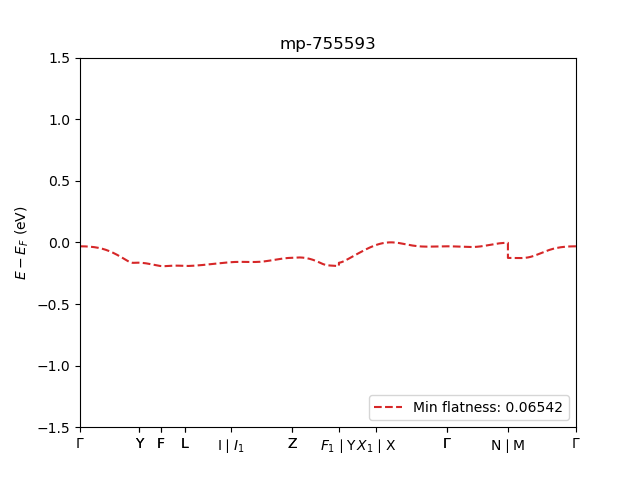 mp-755593
1.5
1.0
0.5
0.0
−0.5
−1.0
−1.5
E − E_F (eV)
Min flatness: 0.06542
Γ Y F L I | I_1 Z F_1 | Y X_1 | X Γ N | M Γ